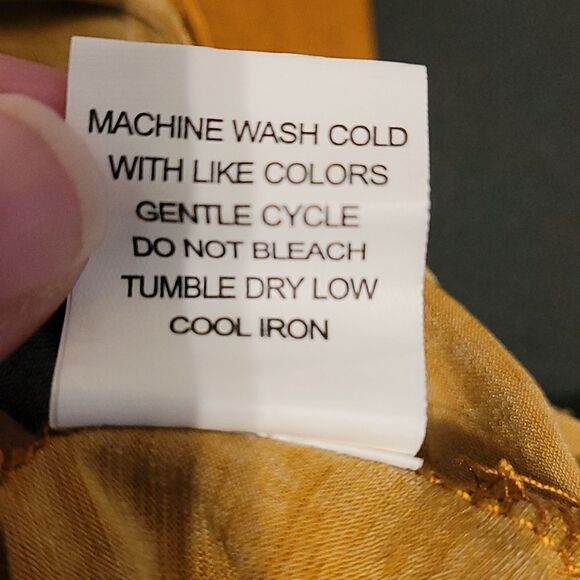 MACHINE WASH COLD
WITH LIKE COLORS
GENTLE CYCLE
DO NOT BLEACH
TUMBLE DRY LOW
COOL IRON